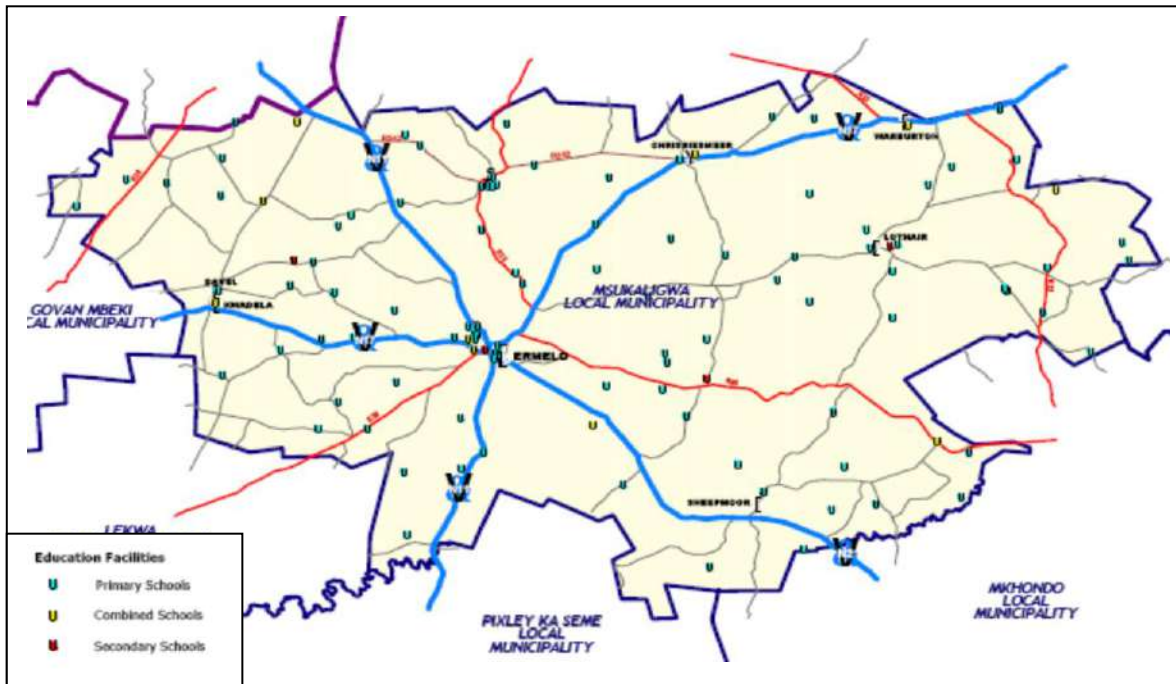 CHRISSIESMEER
WARBURTON
LOTHAIR
DAVEL
KWADELA
MSUKALIGWA
LOCAL MUNICIPALITY
GOVAN MBEKI
CAL MUNICIPALITY
ERMELO
SHEEPMOOR
LEKWA
MKHONDO
LOCAL
MUNICIPALITY
PIXLEY KA SEME
LOCAL
MUNICIPALITY
Education Facilities
Primary Schools
Combined Schools
Secondary Schools